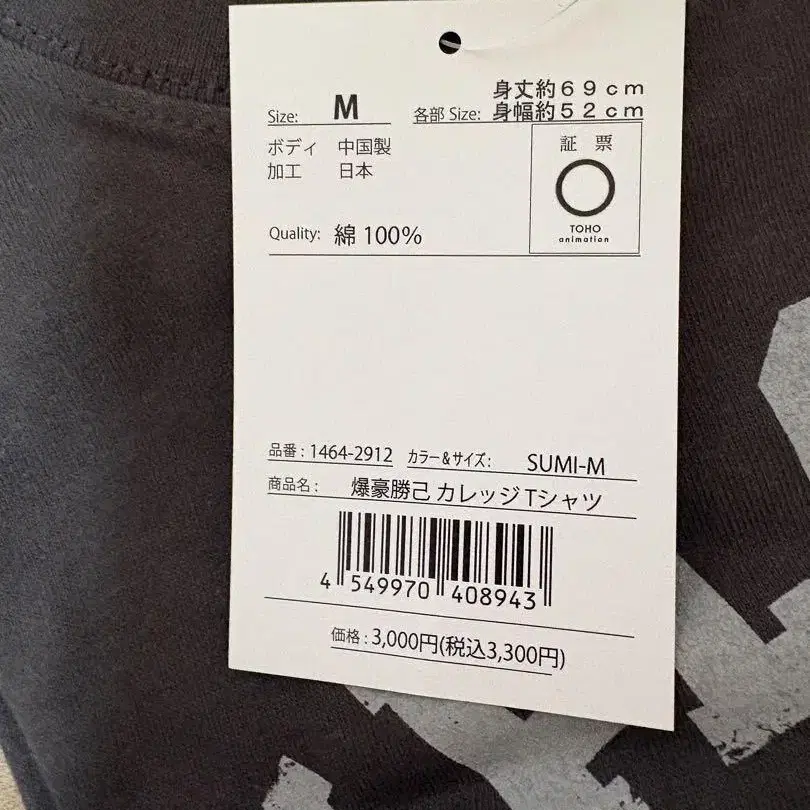 Size: M 各部 Size: 身丈約69cm
身幅約52cm
ボディ 中国製
加工 日本
証 票
TOHO
animation
Quality: 綿 100%
品番 : 1464-2912 カラー&サイズ: SUMI-M
商品名 : 爆豪勝己 カレッジ Tシャツ
4 549970 408943
価格 : 3,000円(税込3,300円)